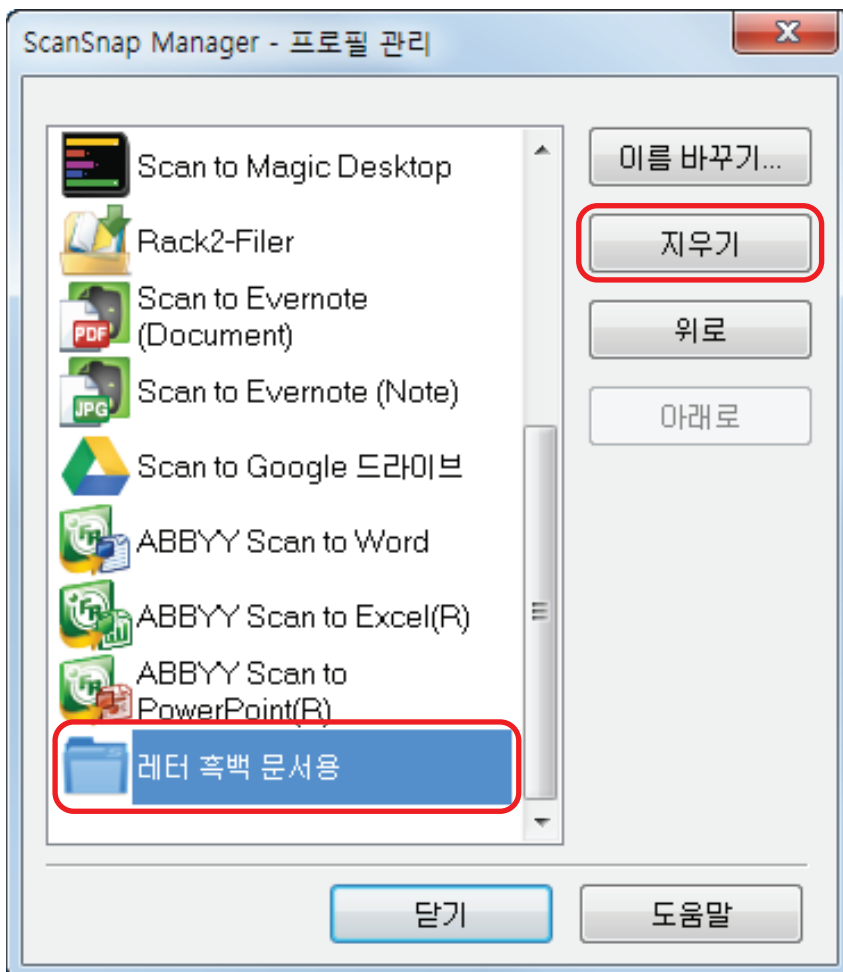 ScanSnap Manager - 프로필 관리
Scan to Magic Desktop
Rack2-Filer
Scan to Evernote
(Document)
PDF
Scan to Evernote (Note)
JPG
Scan to Google 드라이브
ABBYY Scan to Word
ABBYY Scan to Excel(R)
ABBYY Scan to
PowerPoint(R)
레터 흑백 문서용
이름 바꾸기...
지우기
위로
아래로
닫기
도움말